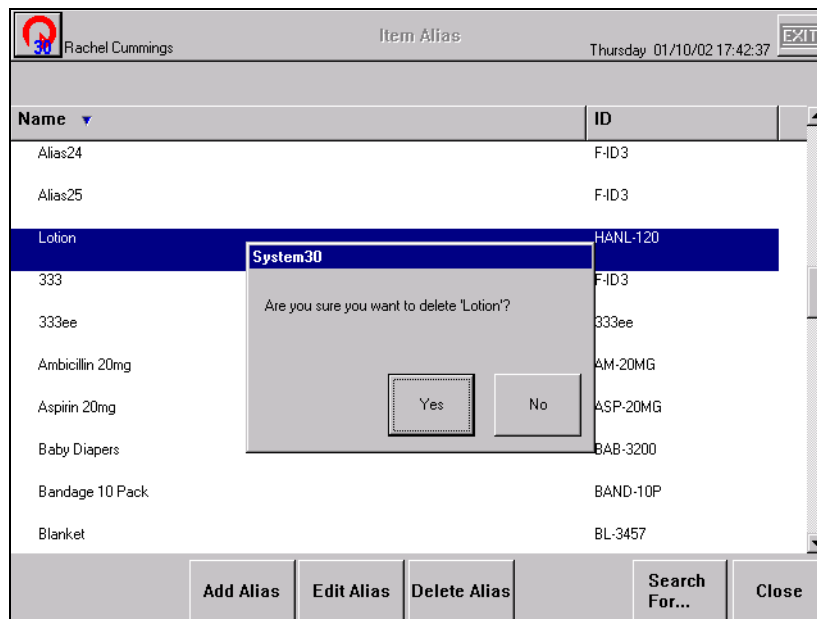 Item Alias
30 Rachel Cummings
Thursday 01/10/02 17:42:37
EXIT
Name ID
Alias24 F-ID3
Alias25 F-ID3
Lotion HANL-120
333 F-ID3
333ee 333ee
Ambicillin 20mg AM-20MG
Aspirin 20mg ASP-20MG
Baby Diapers BAB-3200
Bandage 10 Pack BAND-10P
Blanket BL-3457
System30
Are you sure you want to delete 'Lotion'?
Yes No
Add Alias Edit Alias Delete Alias Search For... Close